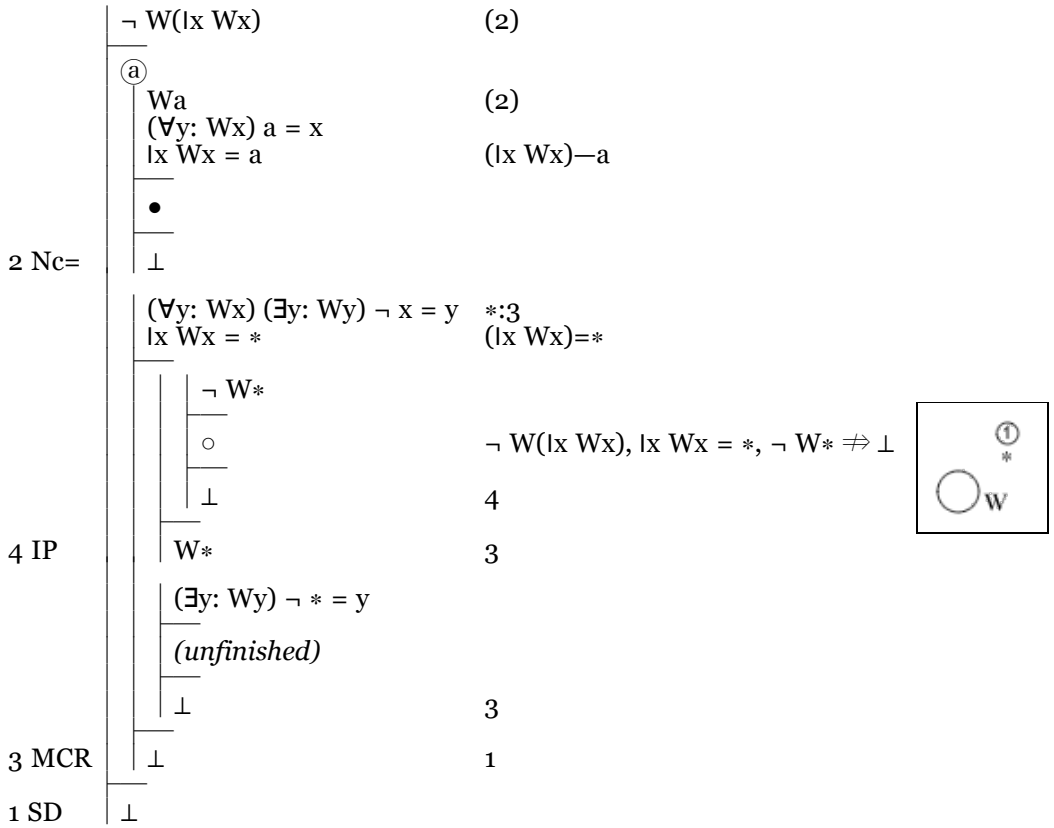 ¬ W(Ix Wx) (2)
ⓐ
Wa (2)
(∀y: Wx) a = x
Ix Wx = a (Ix Wx)—a
●
2 Nc= ⊥
(∀y: Wx) (∃y: Wy) ¬ x = y *:3
Ix Wx = * (Ix Wx)=*
¬ W*
○ ¬ W(Ix Wx), Ix Wx = *, ¬ W* ⇏ ⊥
①
*
W
⊥ 4
4 IP W* 3
(∃y: Wy) ¬ * = y
(unfinished)
⊥ 3
3 MCR ⊥ 1
1 SD ⊥